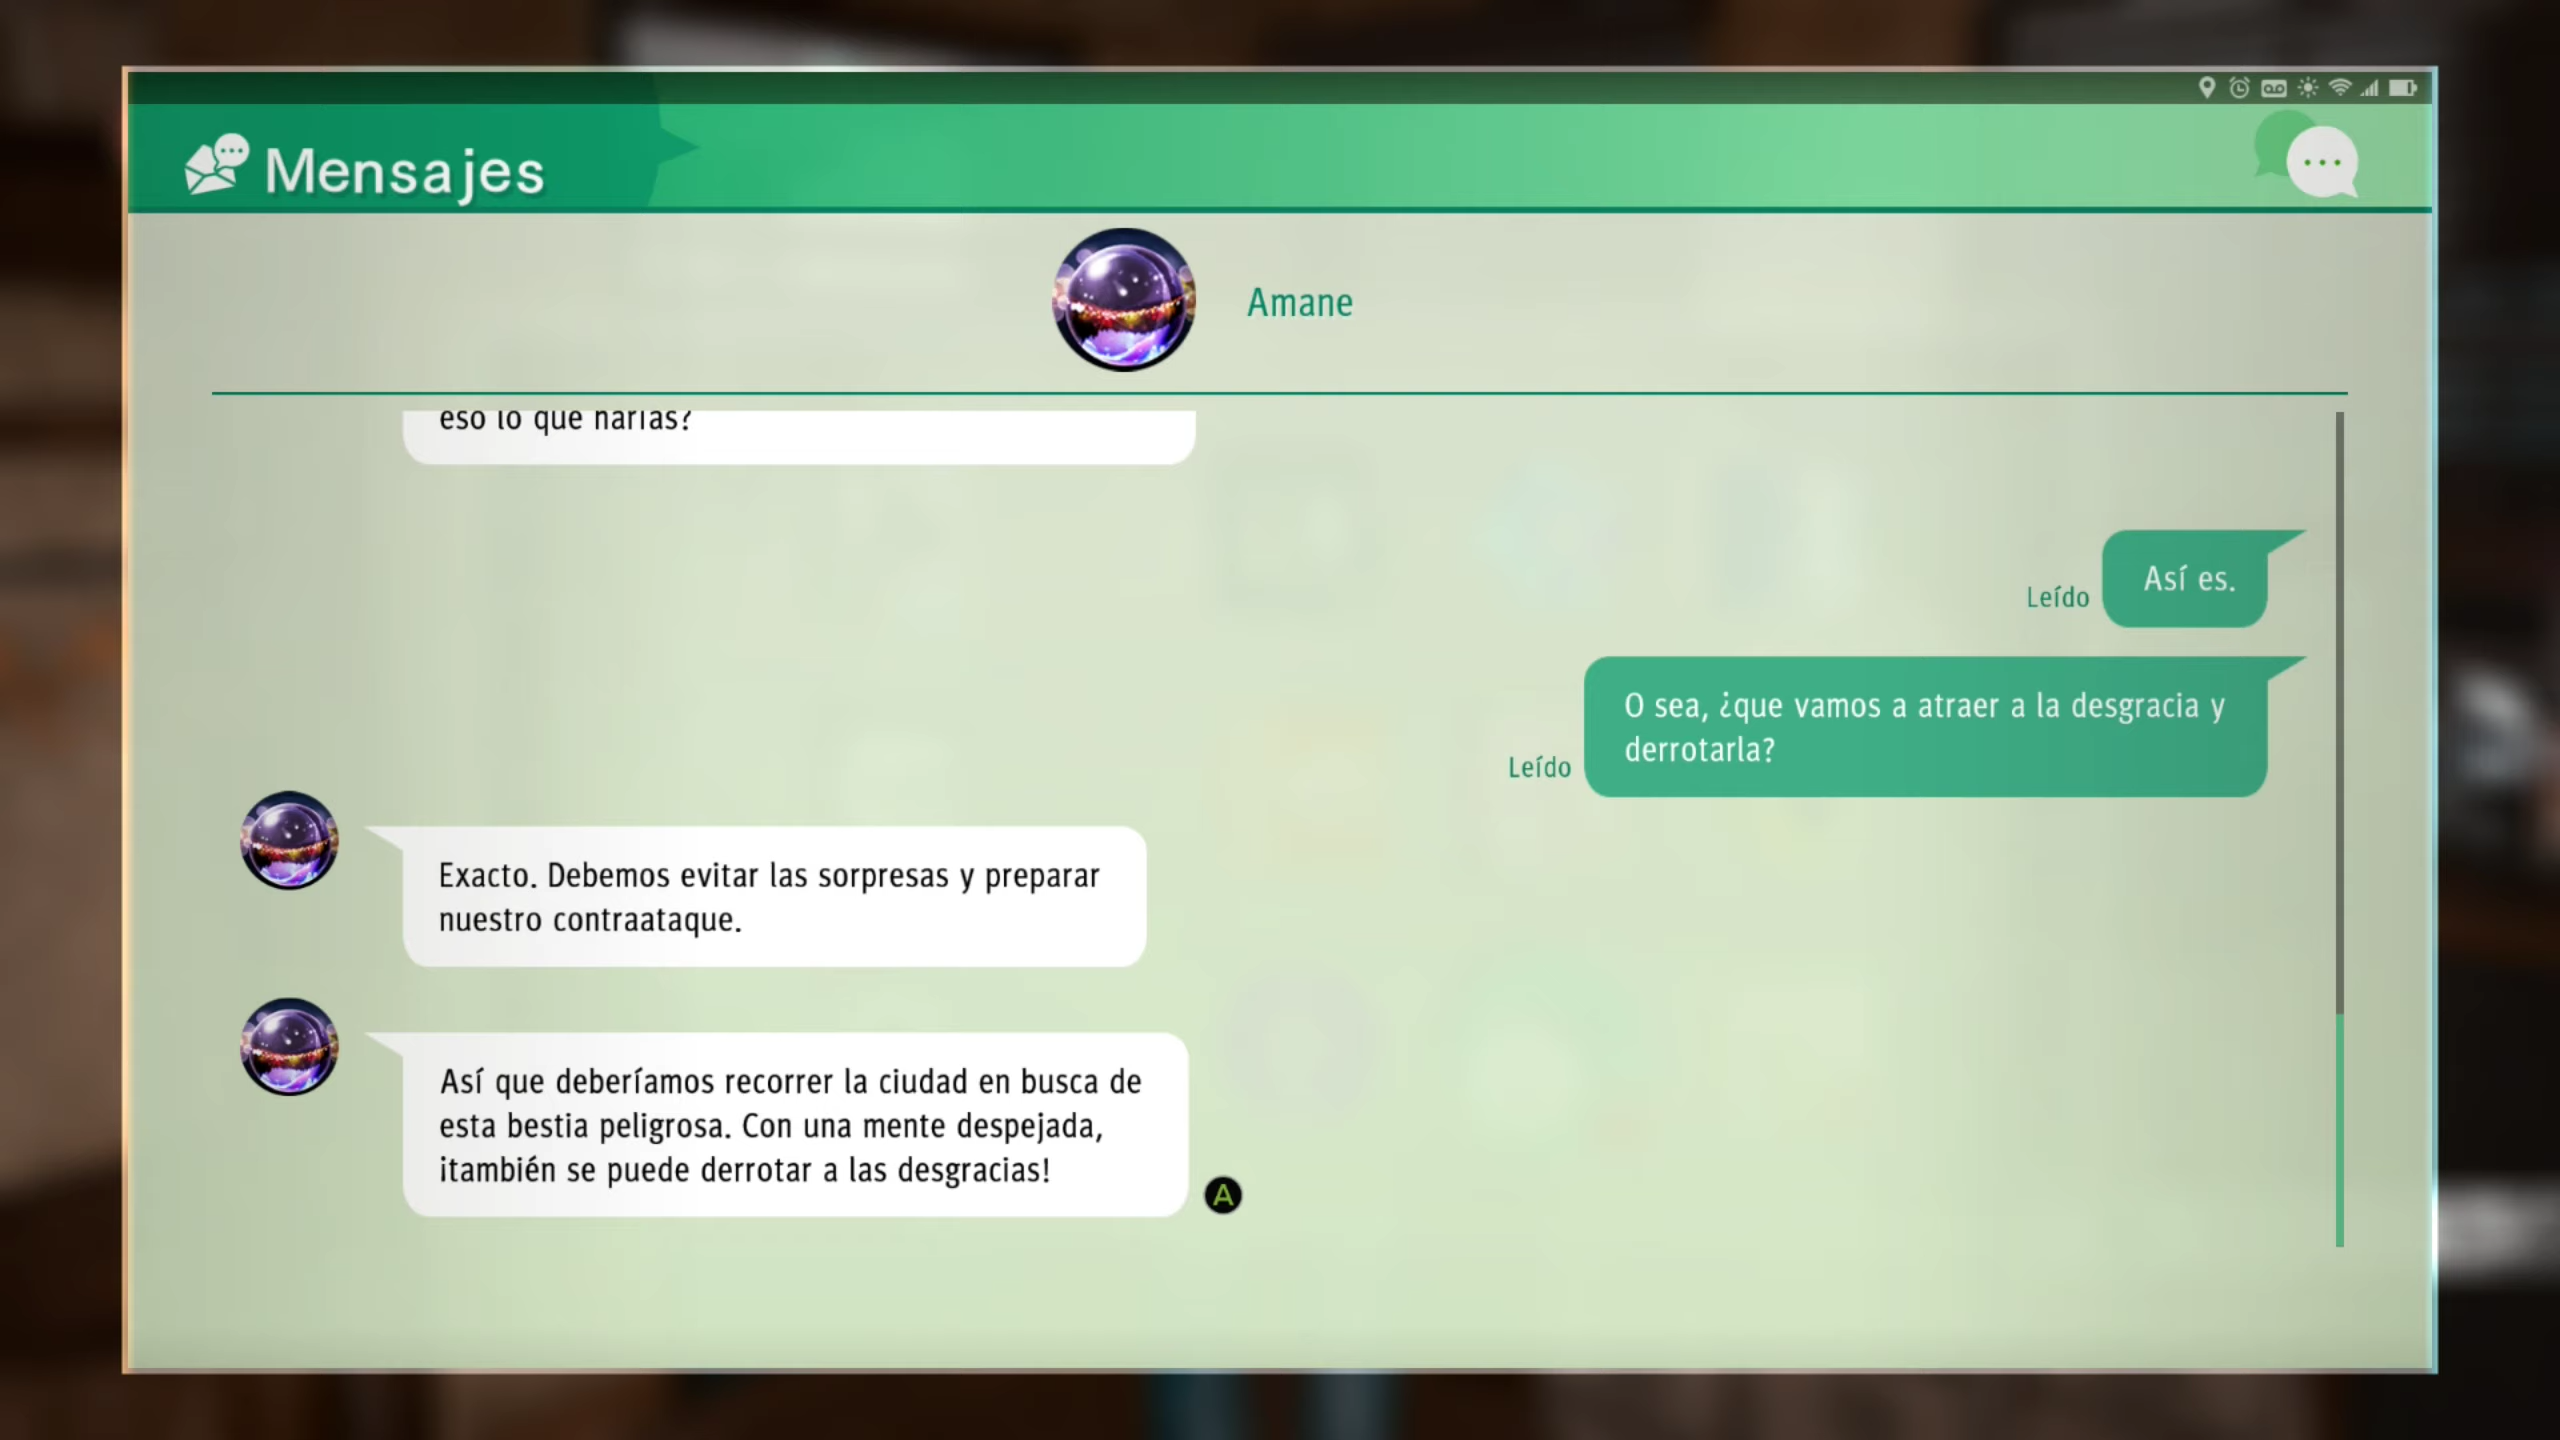 Mensajes
Amane
eso lo que harías?
Así es.
Leído
O sea, ¿que vamos a atraer a la desgracia y
derrotarla?
Leído
Exacto. Debemos evitar las sorpresas y preparar
nuestro contraataque.
Así que deberíamos recorrer la ciudad en busca de
esta bestia peligrosa. Con una mente despejada,
¡también se puede derrotar a las desgracias!
A